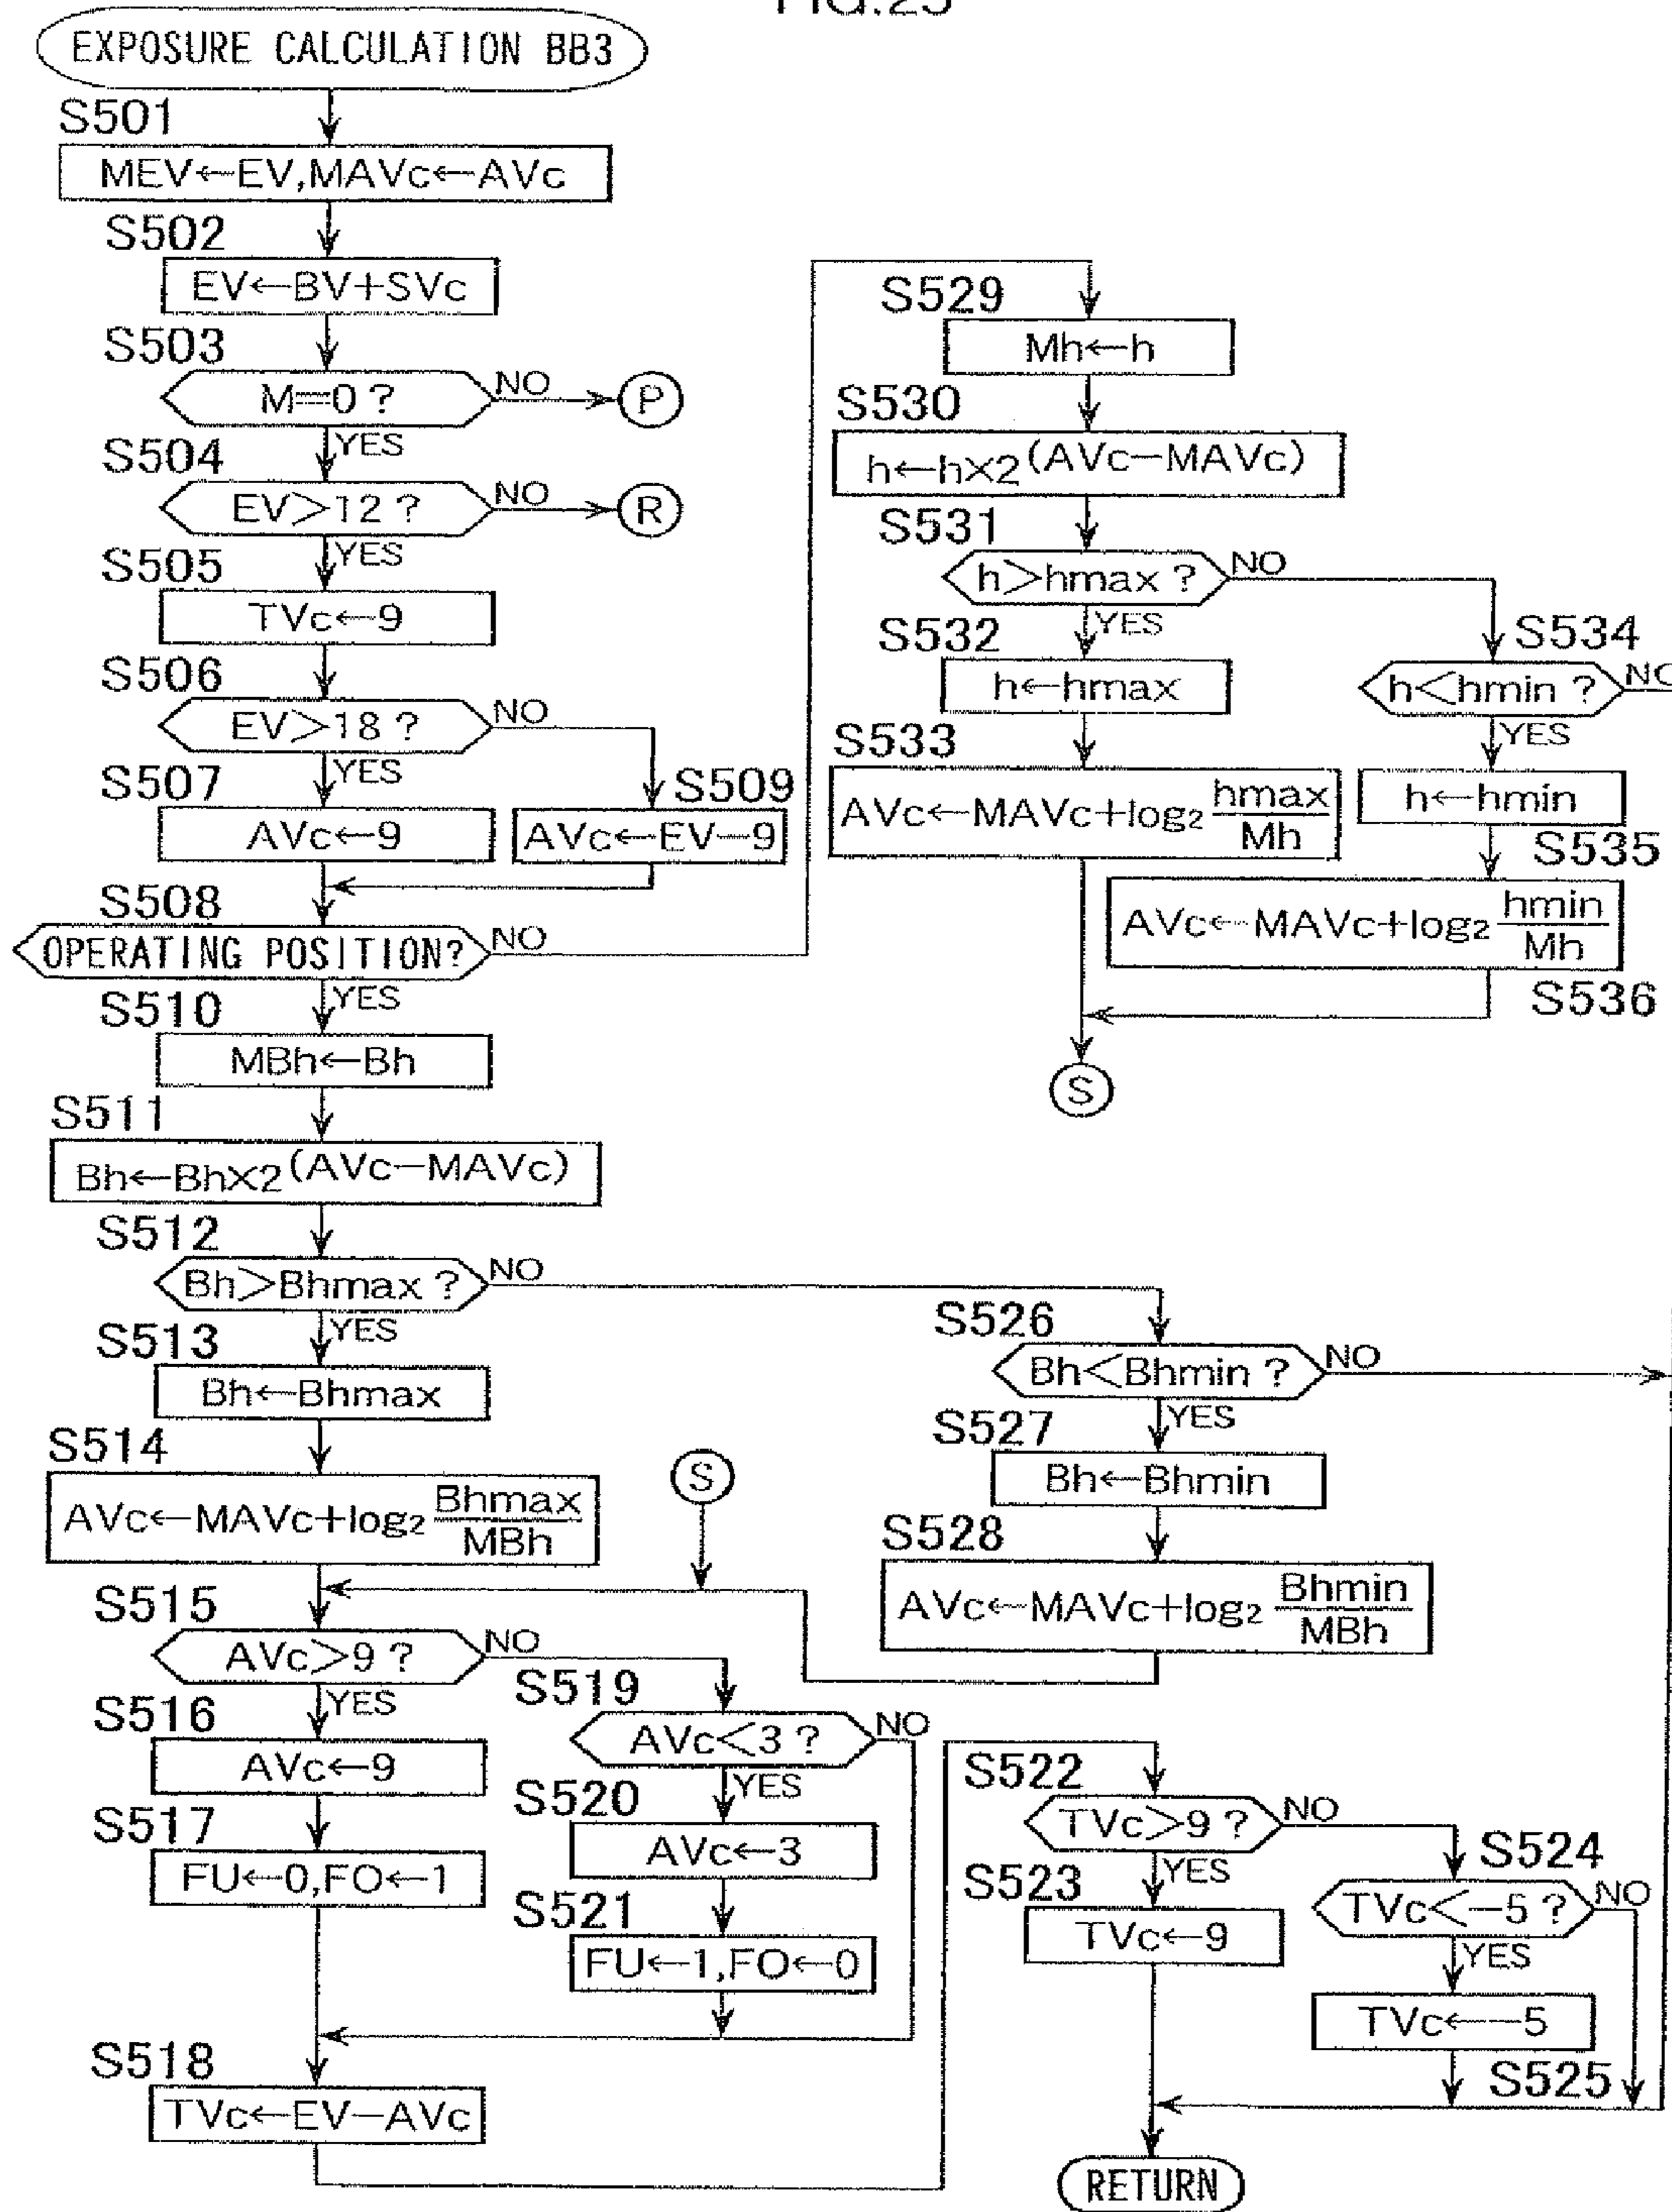 FIG.25
EXPOSURE CALCULATION BB3
S501
MEV←EV,MAVc←AVc
S502
EV←BV+SVc
S503
M=0?
NO
P
YES
S504
EV>12?
NO
R
YES
S505
TVc←9
S506
EV>18?
NO
YES
S507
AVc←9
S509
AVc←EV−9
S508
OPERATING POSITION?
NO
YES
S510
MBh←Bh
S511
Bh←Bh×2(AVc−MAVc)
S512
Bh>Bhmax?
NO
YES
S513
Bh←Bhmax
S514
AVc←MAVc+log2 Bhmax
MBh
S
S515
AVc>9?
NO
YES
S516
AVc←9
S517
FU←0,FO←1
S519
AVc<3?
NO
YES
S520
AVc←3
S521
FU←1,FO←0
S518
TVc←EV−AVc
S529
Mh←h
S530
h←h×2(AVc−MAVc)
S531
h>hmax?
NO
YES
S532
h←hmax
S533
AVc←MAVc+log2 hmax
Mh
S534
h<hmin?
NO
YES
h←hmin
S535
AVc←MAVc+log2 hmin
Mh
S536
S
S526
Bh<Bhmin?
NO
YES
S527
Bh←Bhmin
S528
AVc←MAVc+log2 Bhmin
MBh
S522
TVc>9?
NO
YES
S523
TVc←9
S524
TVc<−5?
NO
YES
TVc←−5
S525
RETURN